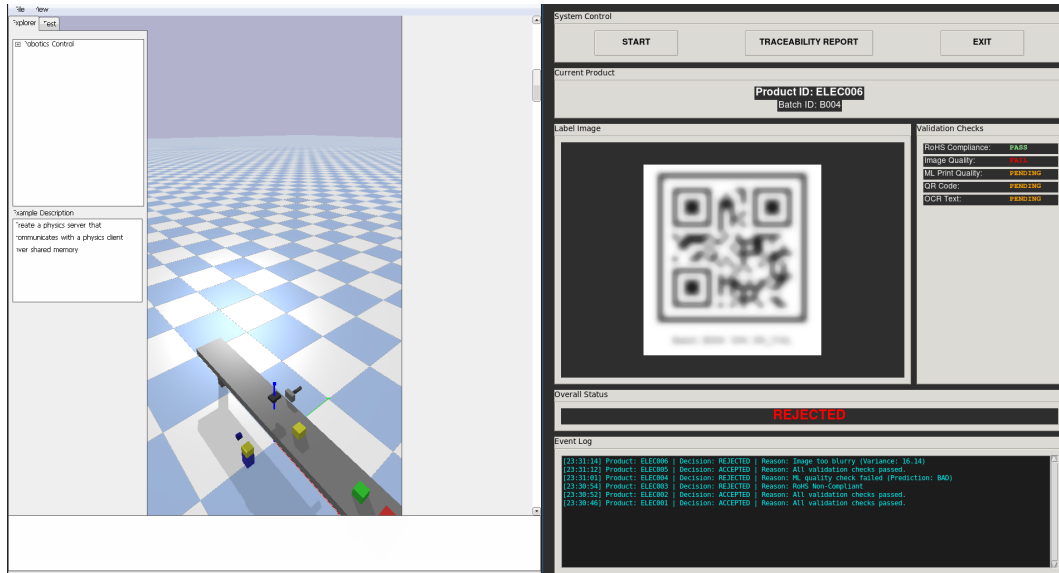 File View
Explorer Test
Robotics Control
Example Description
Create a physics server that
communicates with a physics client
over shared memory
System Control
START
TRACEABILITY REPORT
EXIT
Current Product
Product ID: ELEC006
Batch ID: B004
Label Image
Validation Checks
RoHS Compliance: PASS
Image Quality: FAIL
ML Print Quality: PENDING
QR Code: PENDING
OCR Text: PENDING
Overall Status
REJECTED
Event Log
[23:31:14] Product: ELEC006 | Decision: REJECTED | Reason: Image too blurry (Variance: 16.14)
[23:31:12] Product: ELEC005 | Decision: ACCEPTED | Reason: All validation checks passed.
[23:31:01] Product: ELEC004 | Decision: REJECTED | Reason: ML quality check failed (Prediction: BAD)
[23:30:54] Product: ELEC003 | Decision: REJECTED | Reason: RoHS Non-Compliant
[23:30:52] Product: ELEC002 | Decision: ACCEPTED | Reason: All validation checks passed.
[23:30:46] Product: ELEC001 | Decision: ACCEPTED | Reason: All validation checks passed.